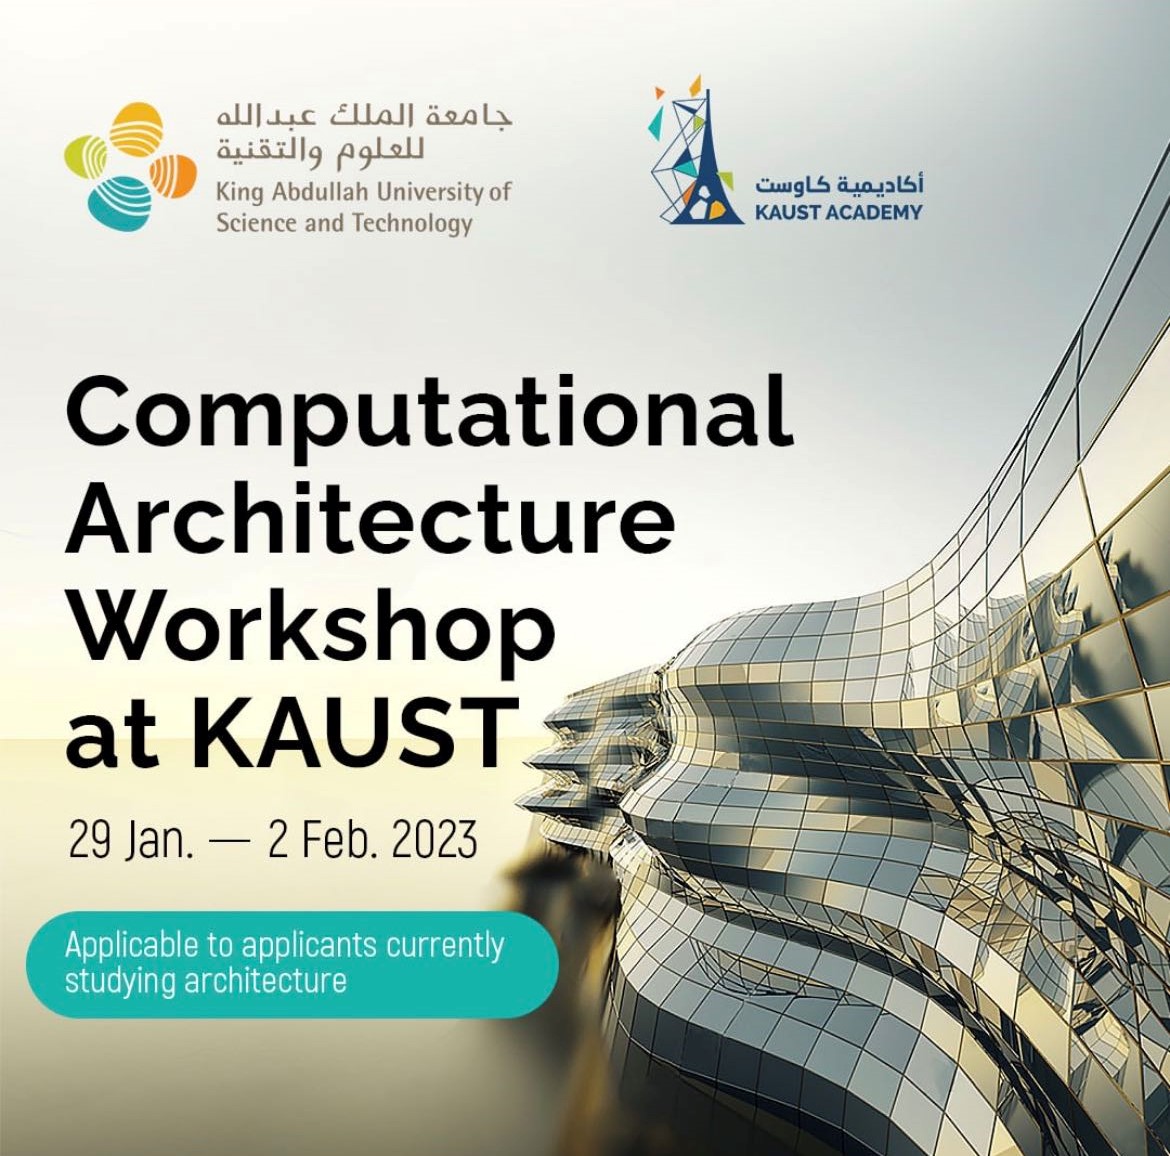 جامعة الملك عبدالله
للعلوم والتقنية
King Abdullah University of
Science and Technology
أكاديمية كاوست
KAUST ACADEMY
Computational
Architecture
Workshop
at KAUST
29 Jan. — 2 Feb. 2023
Applicable to applicants currently
studying architecture